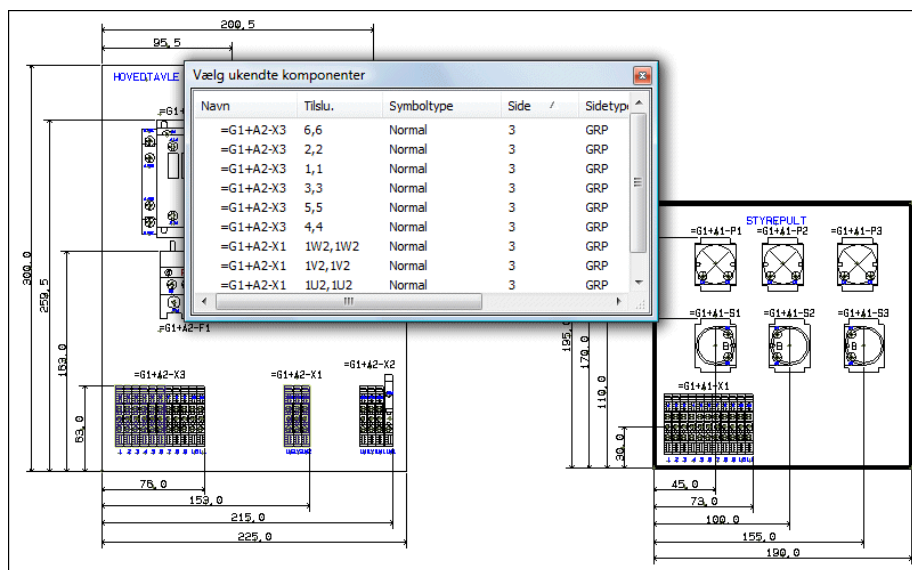 200,5
95,5
HOVEDTAVLE
Vælg ukendte komponenter
Navn Tilslu. Symboltype Side / Sidetype
=G1+A2-X3 6,6 Normal 3 GRP
=G1+A2-X3 2,2 Normal 3 GRP
=G1+A2-X3 1,1 Normal 3 GRP
=G1+A2-X3 3,3 Normal 3 GRP
=G1+A2-X3 5,5 Normal 3 GRP
=G1+A2-X3 4,4 Normal 3 GRP
=G1+A2-X1 1W2,1W2 Normal 3 GRP
=G1+A2-X1 1V2,1V2 Normal 3 GRP
=G1+A2-X1 1U2,1U2 Normal 3 GRP
=G1+A2-F1
300,0
259,5
163,0
63,0
=G1+A2-X3
=G1+A2-X1
=G1+A2-X2
1 2 3 4 5 6 7 8 9
76,0
153,0
215,0
225,0
STYREPULT
=G1+A1-P1 =G1+A1-P2 =G1+A1-P3
=G1+A1-S1 =G1+A1-S2 =G1+A1-S3
195,0
170,0
110,0
30,0
=G1+A1-X1
1 2 3 4 5 6 7 8 9
45,0
73,0
100,0
155,0
190,0